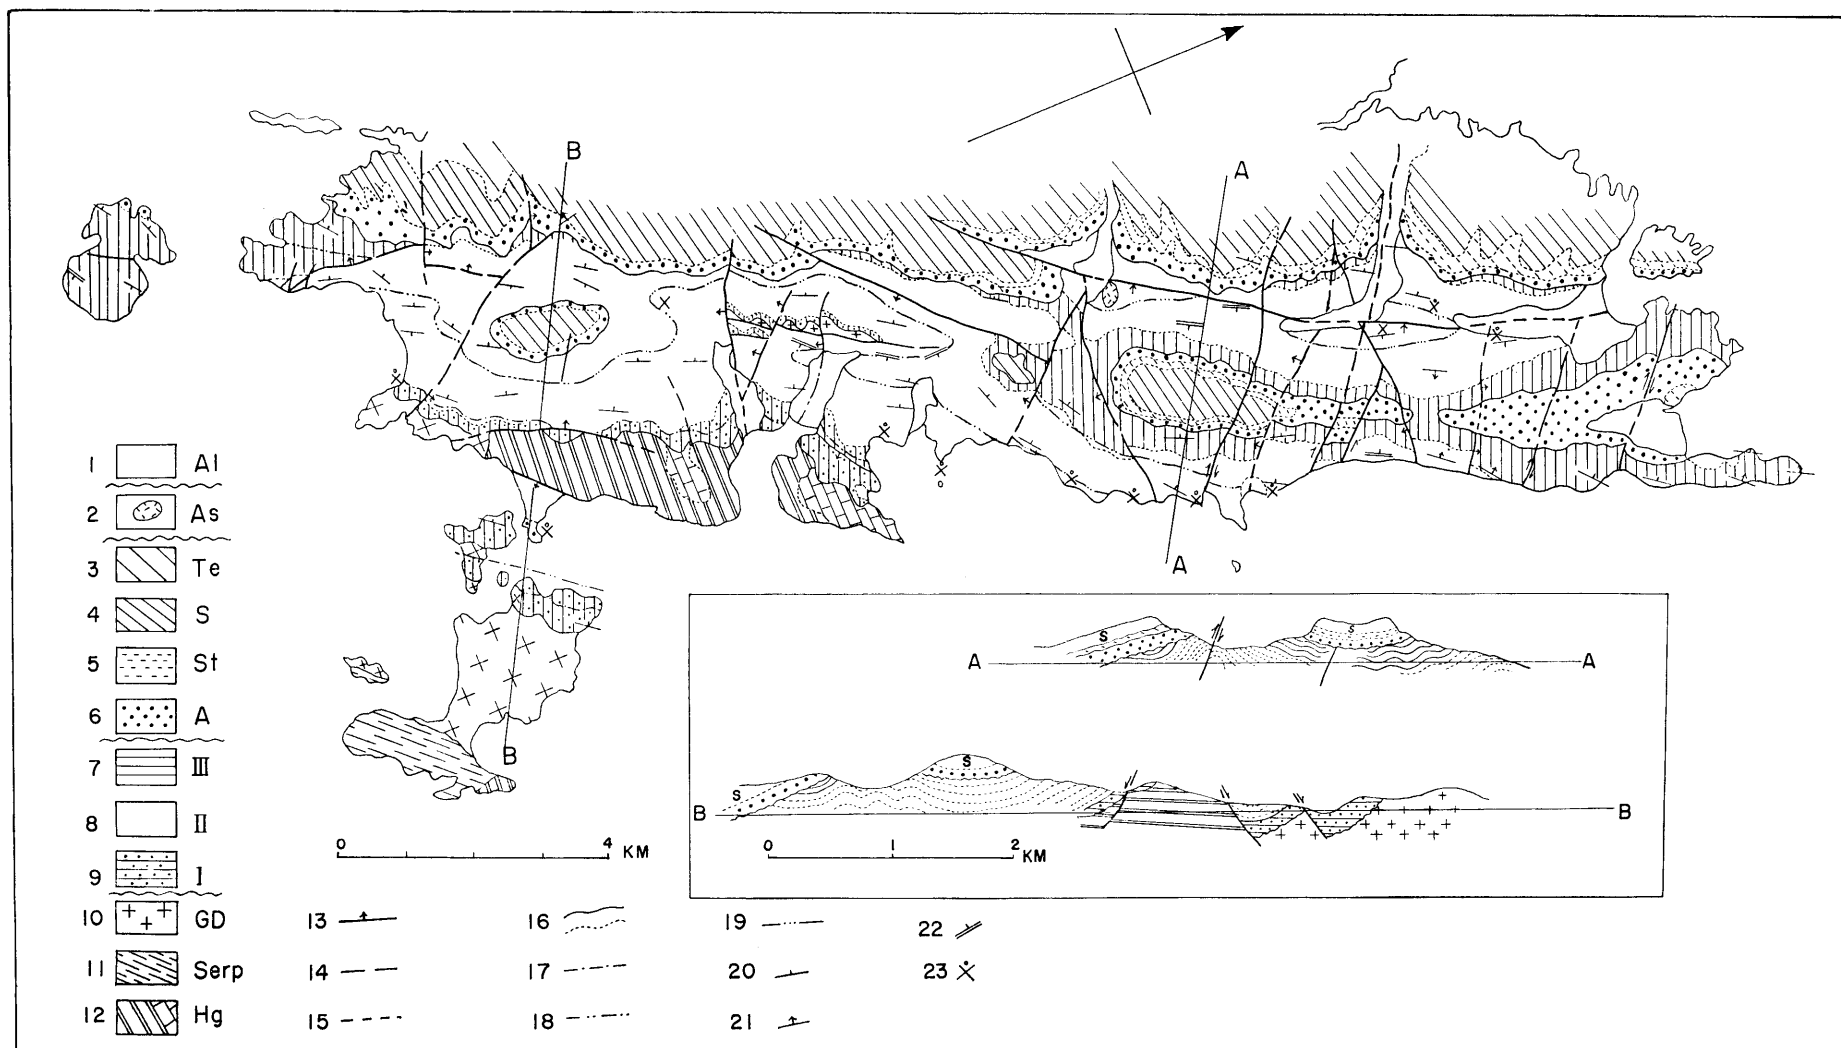 B
A
A
B
1 Al
2 As
3 Te
4 S
5 St
6 A
7 III
8 II
9 I
10 GD
11 Serp
12 Hg
0 4 KM
S S
A A
S S
B B
0 1 2 KM
13 16 19 22
14 17 20 23
15 18 21